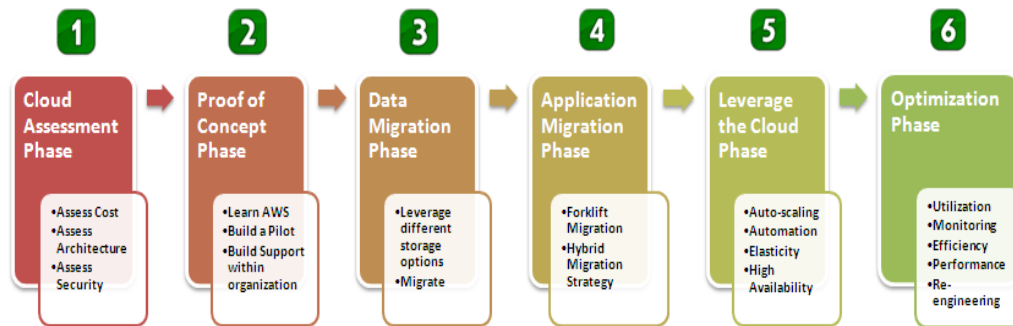 1
Cloud
Assessment
Phase
•Assess Cost
•Assess
Architecture
•Assess
Security
2
Proof of
Concept
Phase
•Learn AWS
•Build a Pilot
•Build Support
within
organization
3
Data
Migration
Phase
•Leverage
different
storage
options
•Migrate
4
Application
Migration
Phase
•Forklift
Migration
•Hybrid
Migration
Strategy
5
Leverage
the Cloud
Phase
•Auto-scaling
•Automation
•Elasticity
•High
Availability
6
Optimization
Phase
•Utilization
•Monitoring
•Efficiency
•Performance
•Re-
engineering